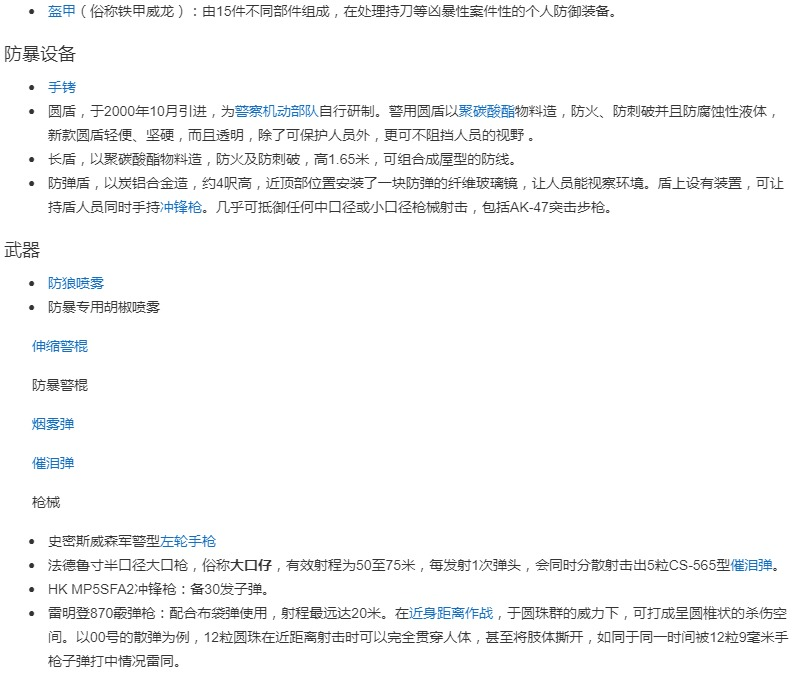 盔甲（俗称铁甲威龙）：由15件不同部件组成，在处理持刀等凶暴性案件性的个人防御装备。
防暴设备
手铐
圆盾，于2000年10月引进，为警察机动部队自行研制。警用圆盾以聚碳酸酯物料造，防火、防刺破并且防腐蚀性液体，
新款圆盾轻便、坚硬，而且透明，除了可保护人员外，更可不阻挡人员的视野 。
长盾，以聚碳酸酯物料造，防火及防刺破，高1.65米，可组合成屋型的防线。
防弹盾，以炭铝合金造，约4呎高，近顶部位置安装了一块防弹的纤维玻璃镜，让人员能视察环境。盾上设有装置，可让
持盾人员同时手持冲锋枪。几乎可抵御任何中口径或小口径枪械射击，包括AK-47突击步枪。
武器
防狼喷雾
防暴专用胡椒喷雾
伸缩警棍
防暴警棍
烟雾弹
催泪弹
枪械
史密斯威森军警型左轮手枪
法德鲁寸半口径大口枪，俗称大口仔，有效射程为50至75米，每发射1次弹头，会同时分散射击出5粒CS-565型催泪弹。
HK MP5SFA2冲锋枪：备30发子弹。
雷明登870霰弹枪：配合布袋弹使用，射程最远达20米。在近身距离作战，于圆珠群的威力下，可打成呈圆椎状的杀伤空
间。以00号的散弹为例，12粒圆珠在近距离射击时可以完全贯穿人体，甚至将肢体撕开，如同于同一时间被12粒9毫米手
枪子弹打中情况雷同。